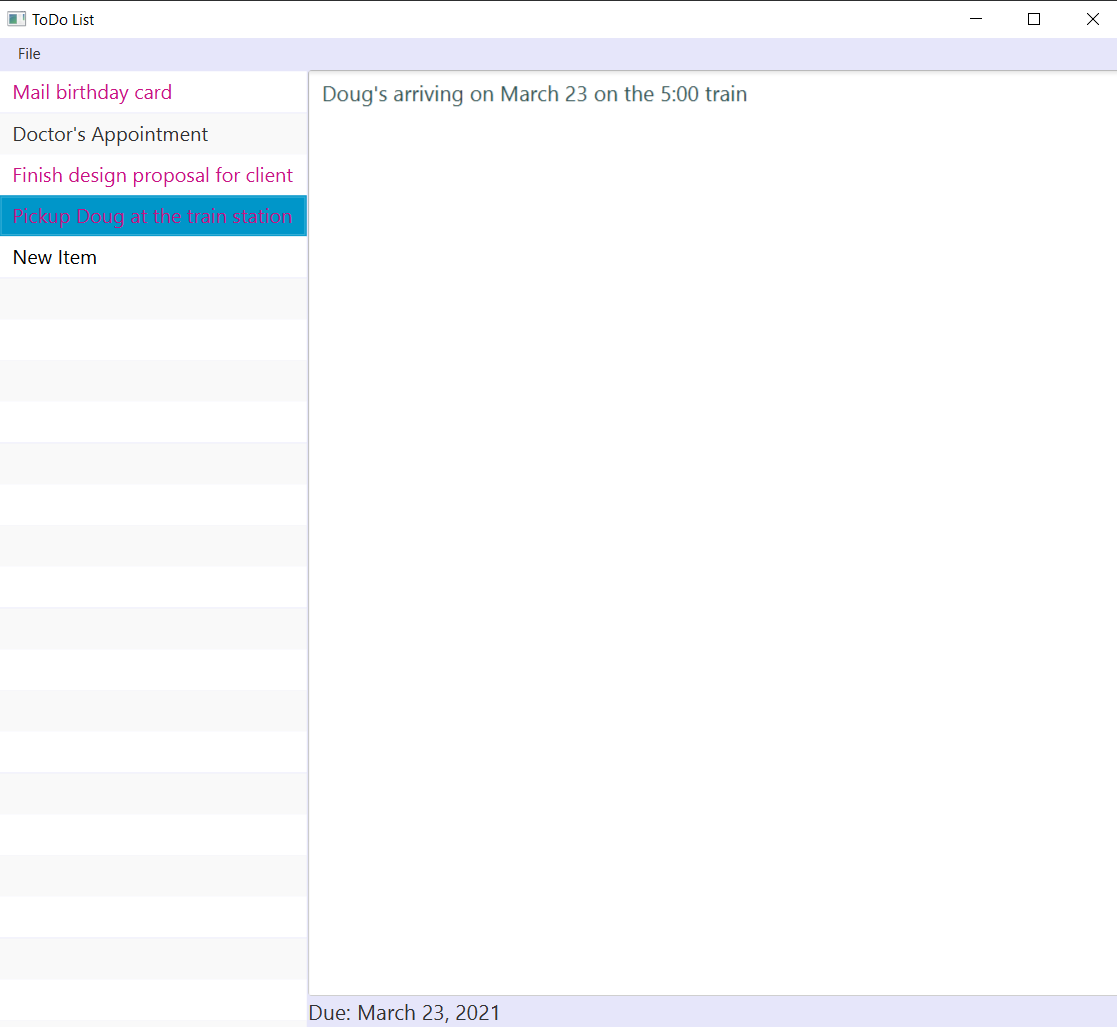 ToDo List
File
Mail birthday card
Doctor's Appointment
Finish design proposal for client
Pickup Doug at the train station
New Item
Doug's arriving on March 23 on the 5:00 train
Due: March 23, 2021